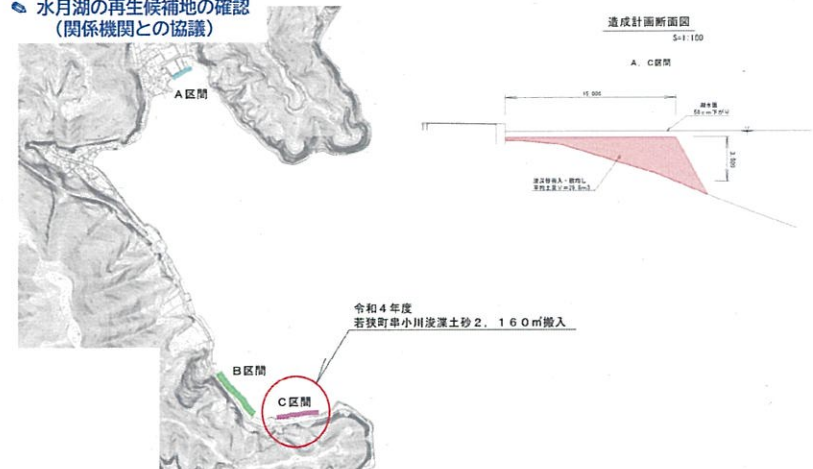 水月湖の再生候補地の確認
（関係機関との協議）
A区間
造成計画断面図
S=1:100
A、C区間
湖水面
令和４年度
若狭町串小川浚渫土砂２，１６０㎥搬入
B区間
C区間